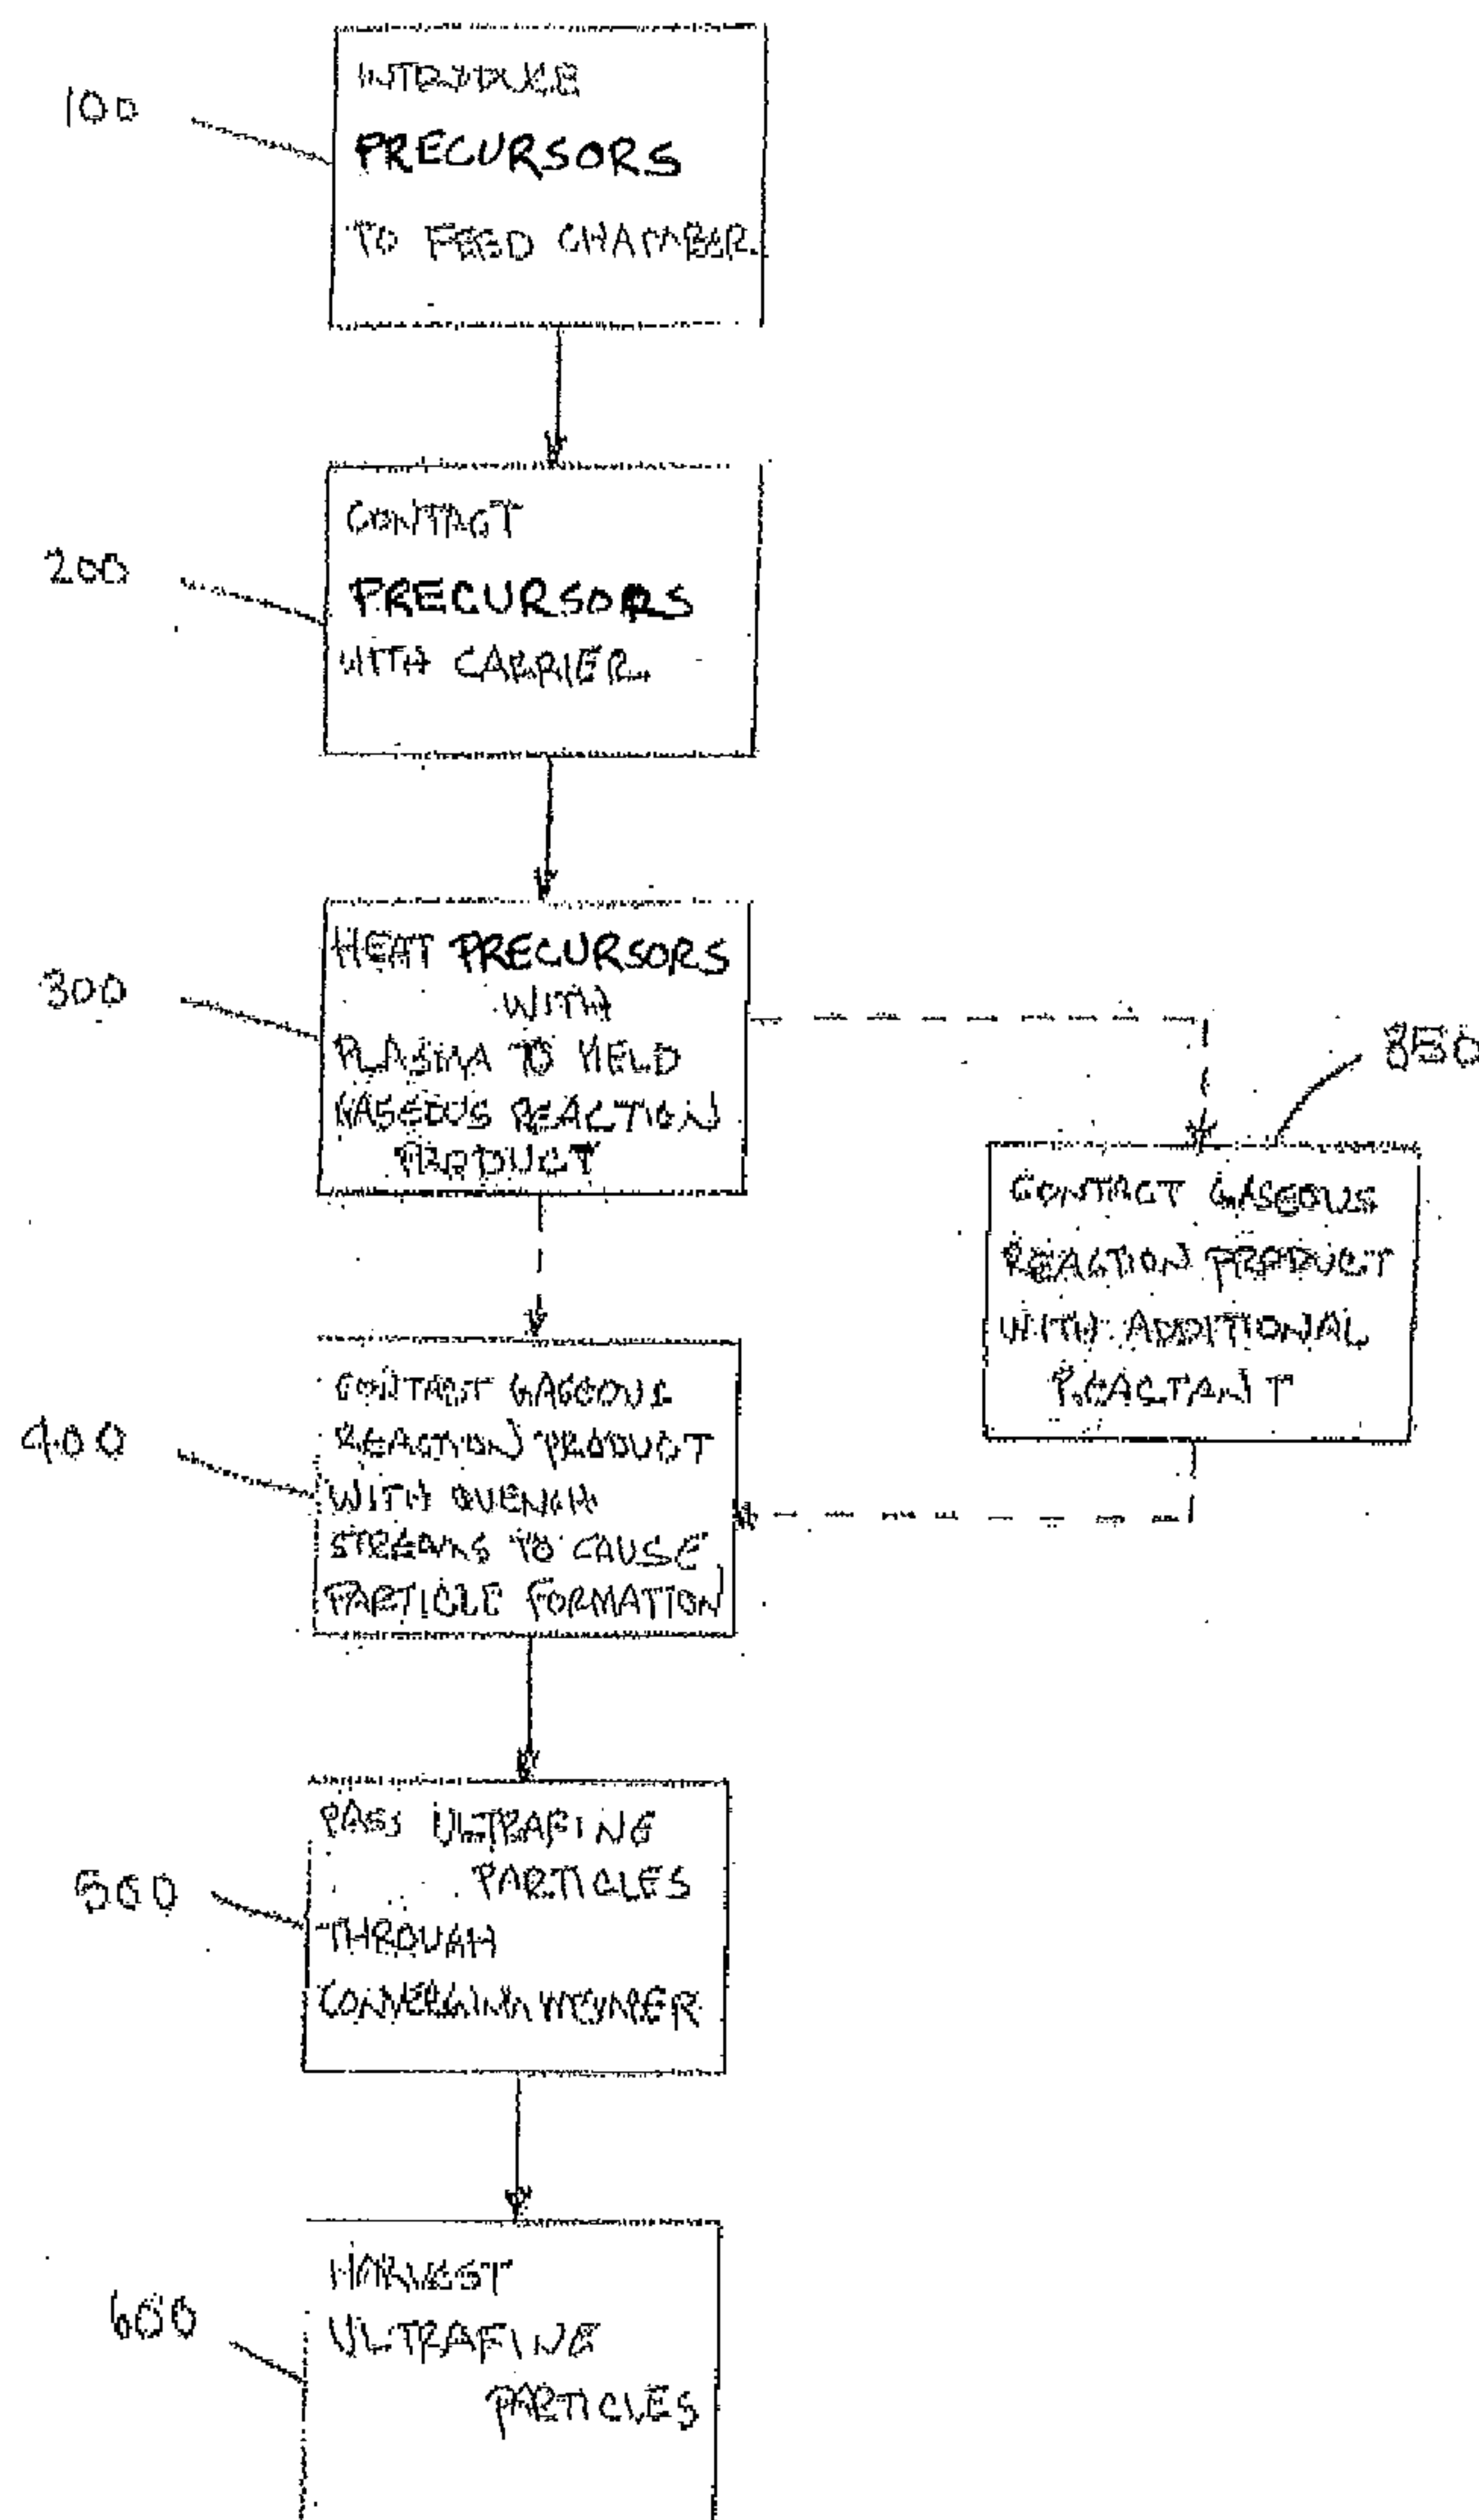 100
INTRODUCE
PRECURSORS
TO FEED CHAMBER
200
CONTACT
PRECURSORS
WITH CARRIER
300
HEAT PRECURSORS
WITH
PLASMA TO YIELD
GASEOUS REACTION
PRODUCT
CONTACT GASEOUS
REACTION PRODUCT
WITH ADDITIONAL
REACTANT
400
CONTACT GASEOUS
REACTION PRODUCT
WITH QUENCH
STREAMS TO CAUSE
PARTICLE FORMATION
500
PASS ULTRAFINE
PARTICLES
THROUGH
CONVERGING MEMBER
600
HARVEST
ULTRAFINE
PARTICLES